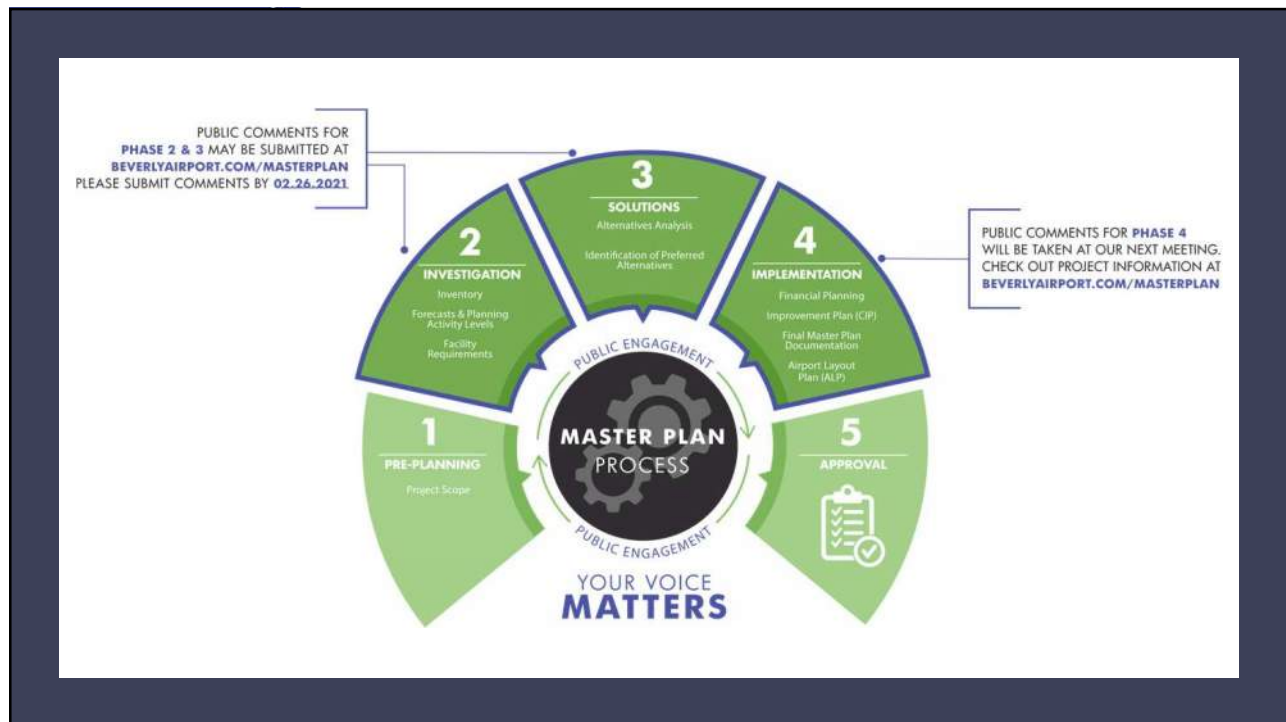 PUBLIC COMMENTS FOR
PHASE 2 & 3 MAY BE SUBMITTED AT
BEVERLYAIRPORT.COM/MASTERPLAN
PLEASE SUBMIT COMMENTS BY 02.26.2021
1
PRE-PLANNING
Project Scope
2
INVESTIGATION
Inventory
Forecasts & Planning
Activity Levels
Facility
Requirements
3
SOLUTIONS
Alternatives Analysis
Identification of Preferred
Alternatives
4
IMPLEMENTATION
Financial Planning
Improvement Plan (CIP)
Final Master Plan
Documentation
Airport Layout
Plan (ALP)
5
APPROVAL
PUBLIC COMMENTS FOR PHASE 4
WILL BE TAKEN AT OUR NEXT MEETING.
CHECK OUT PROJECT INFORMATION AT
BEVERLYAIRPORT.COM/MASTERPLAN
PUBLIC ENGAGEMENT
MASTER PLAN
PROCESS
PUBLIC ENGAGEMENT
YOUR VOICE
MATTERS